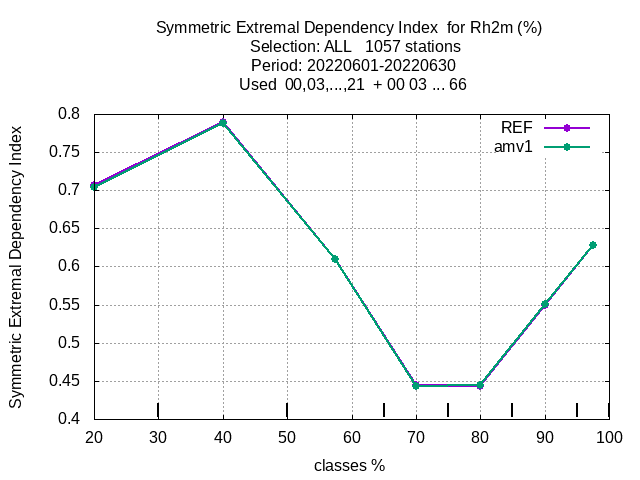 Symmetric Extremal Dependency Index  for Rh2m (%)
Selection: ALL   1057 stations
Period: 20220601-20220630
Used  00,03,...,21  + 00 03 ... 66
REF
amv1
Symmetric Extremal Dependency Index
0.8
0.75
0.7
0.65
0.6
0.55
0.5
0.45
0.4
20 30 40 50 60 70 80 90 100
classes %